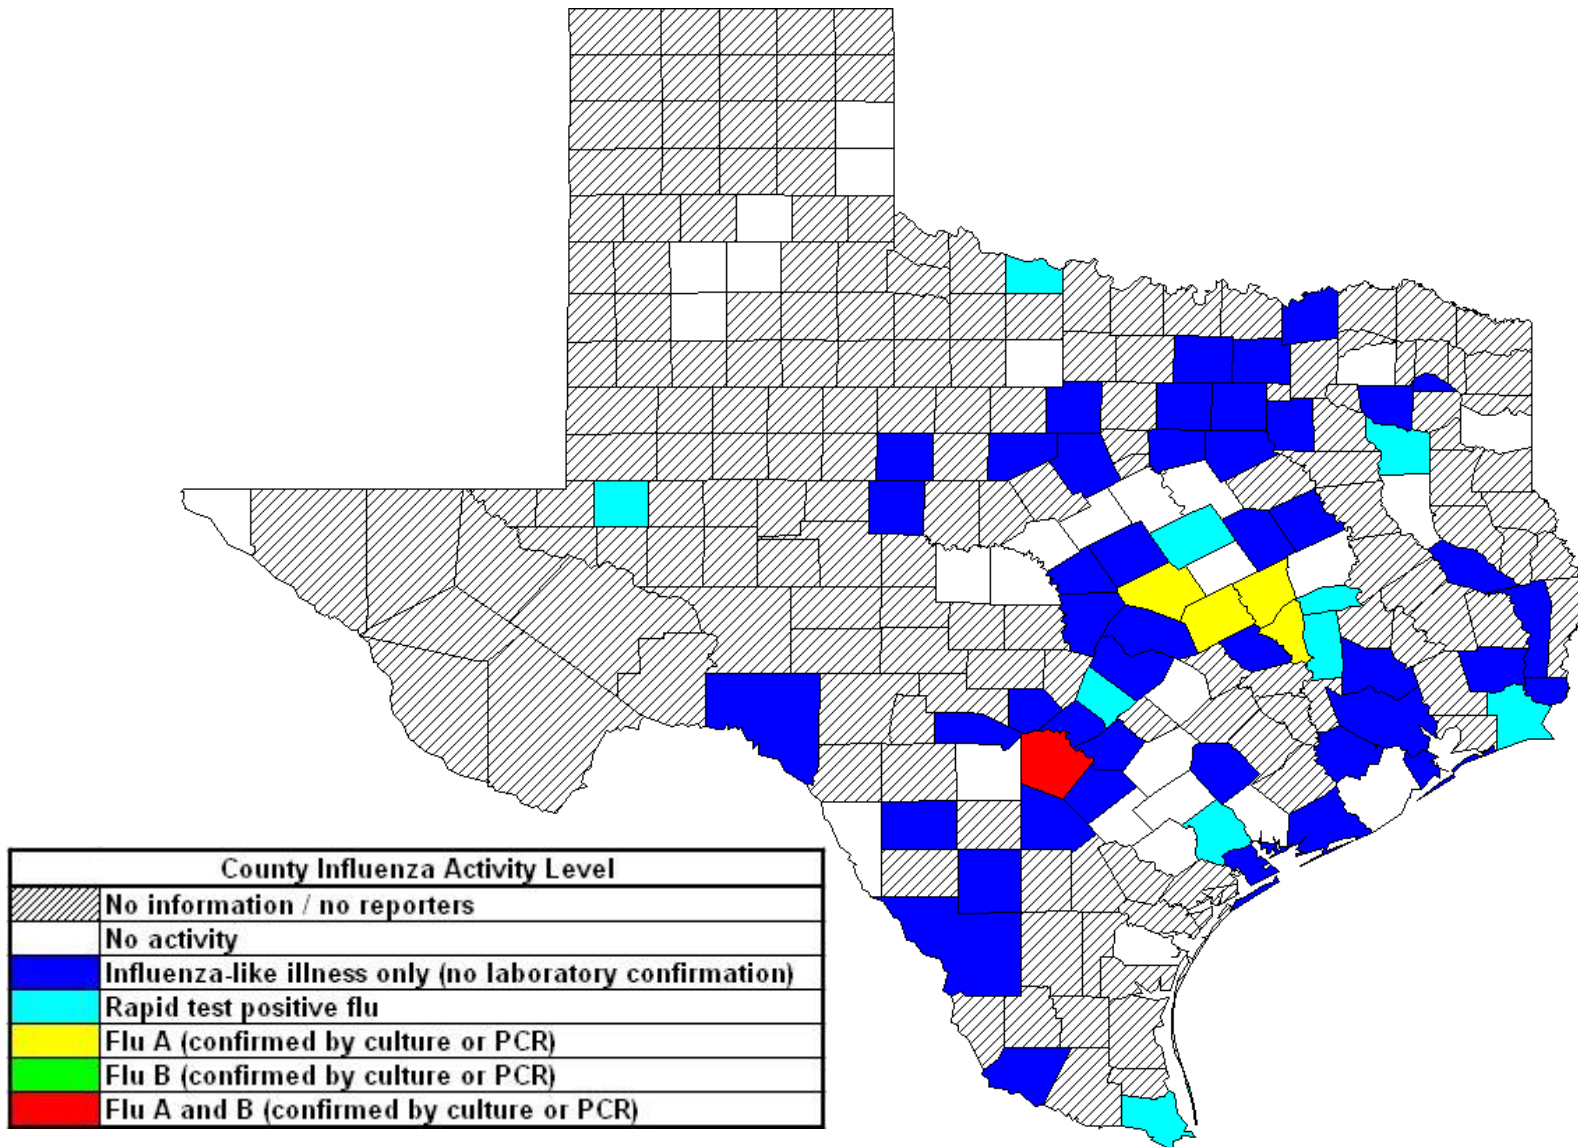 County Influenza Activity Level
No information / no reporters
No activity
Influenza-like illness only (no laboratory confirmation)
Rapid test positive flu
Flu A (confirmed by culture or PCR)
Flu B (confirmed by culture or PCR)
Flu A and B (confirmed by culture or PCR)